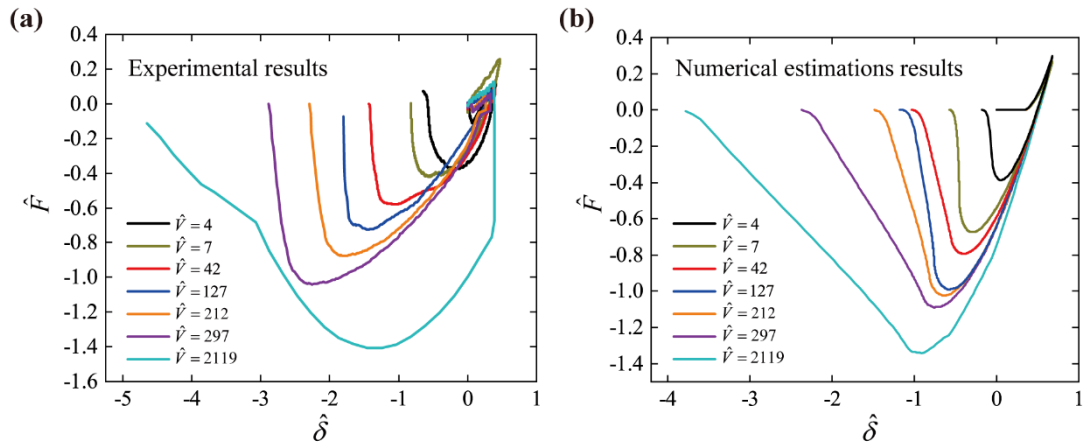 (a)
Experimental results
0.4
0.2
0.0
-0.2
-0.4
-0.6
-0.8
-1.0
-1.2
-1.4
-1.6
F̂
V̂ = 4
V̂ = 7
V̂ = 42
V̂ = 127
V̂ = 212
V̂ = 297
V̂ = 2119
-5 -4 -3 -2 -1 0 1
δ̂
(b)
Numerical estimations results
0.4
0.2
0.0
-0.2
-0.4
-0.6
-0.8
-1.0
-1.2
-1.4
F̂
V̂ = 4
V̂ = 7
V̂ = 42
V̂ = 127
V̂ = 212
V̂ = 297
V̂ = 2119
-4 -3 -2 -1 0 1
δ̂